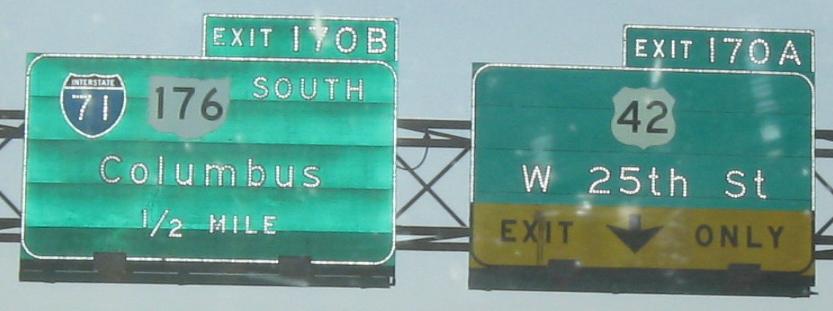 EXIT 170B
INTERSTATE
71 176 SOUTH
Columbus
1/2 MILE
EXIT 170A
42
W 25th St
EXIT ONLY